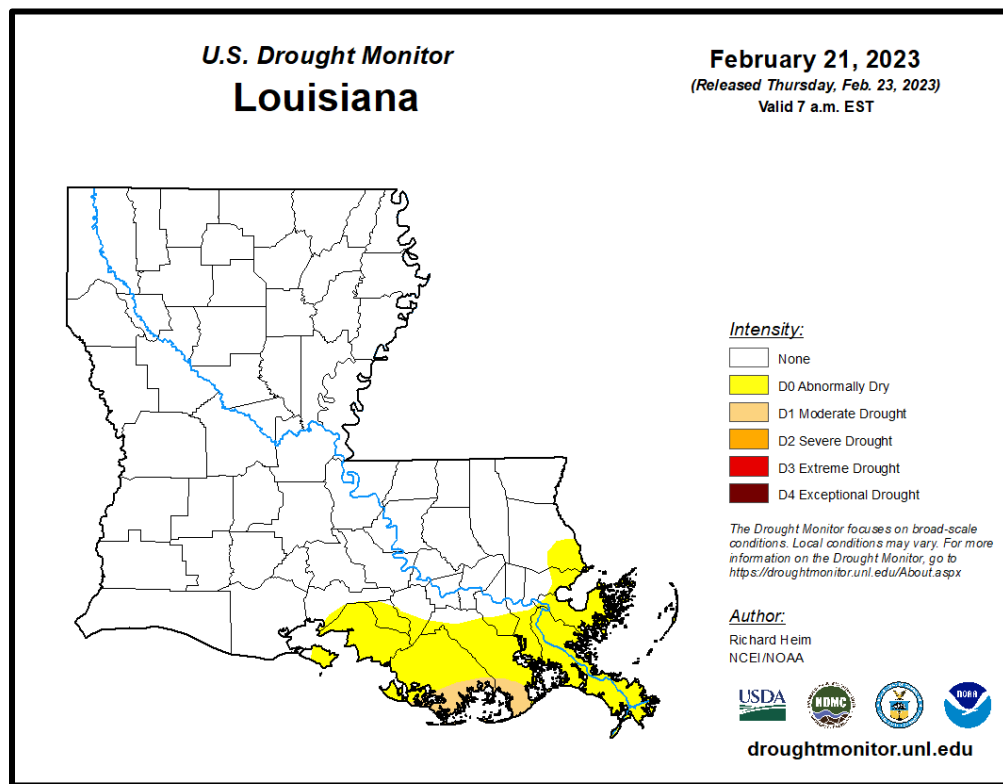 U.S. Drought Monitor
Louisiana
February 21, 2023
(Released Thursday, Feb. 23, 2023)
Valid 7 a.m. EST
Intensity:
None
D0 Abnormally Dry
D1 Moderate Drought
D2 Severe Drought
D3 Extreme Drought
D4 Exceptional Drought
The Drought Monitor focuses on broad-scale
conditions. Local conditions may vary. For more
information on the Drought Monitor, go to
https://droughtmonitor.unl.edu/About.aspx
Author:
Richard Heim
NCEI/NOAA
USDA
NDMC
NOAA
droughtmonitor.unl.edu